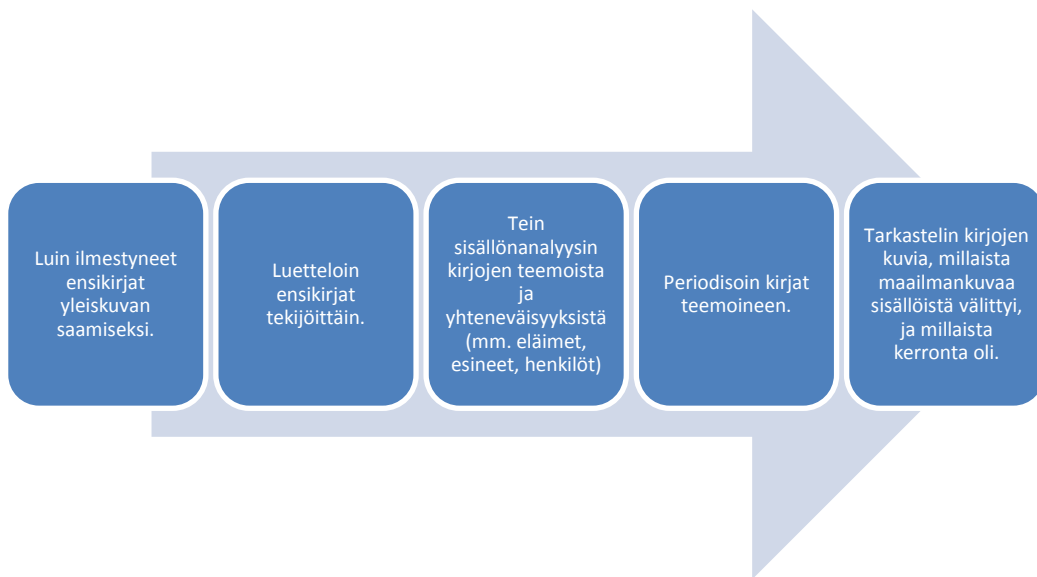 Luin ilmestyneet
ensikirjat
yleiskuvan
saamiseksi.
Luetteloin
ensikirjat
tekijöittäin.
Tein
sisällönanalyysin
kirjojen teemoista
ja
yhteneväisyyksistä
(mm. eläimet,
esineet, henkilöt)
Periodisoin kirjat
teemoineen.
Tarkastelin kirjojen
kuvia, millaista
maailmankuvaa
sisällöistä välittyi,
ja millaista
kerronta oli.